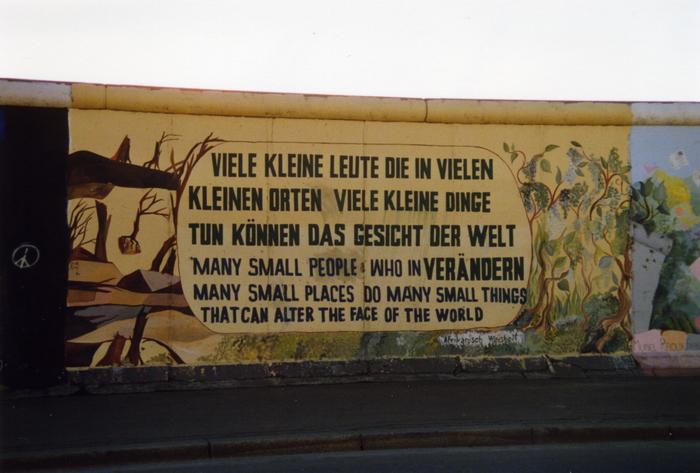 VIELE KLEINE LEUTE DIE IN VIELEN
KLEINEN ORTEN VIELE KLEINE DINGE
TUN KÖNNEN DAS GESICHT DER WELT
MANY SMALL PEOPLE WHO IN VERÄNDERN
MANY SMALL PLACES DO MANY SMALL THINGS
THAT CAN ALTER THE FACE OF THE WORLD